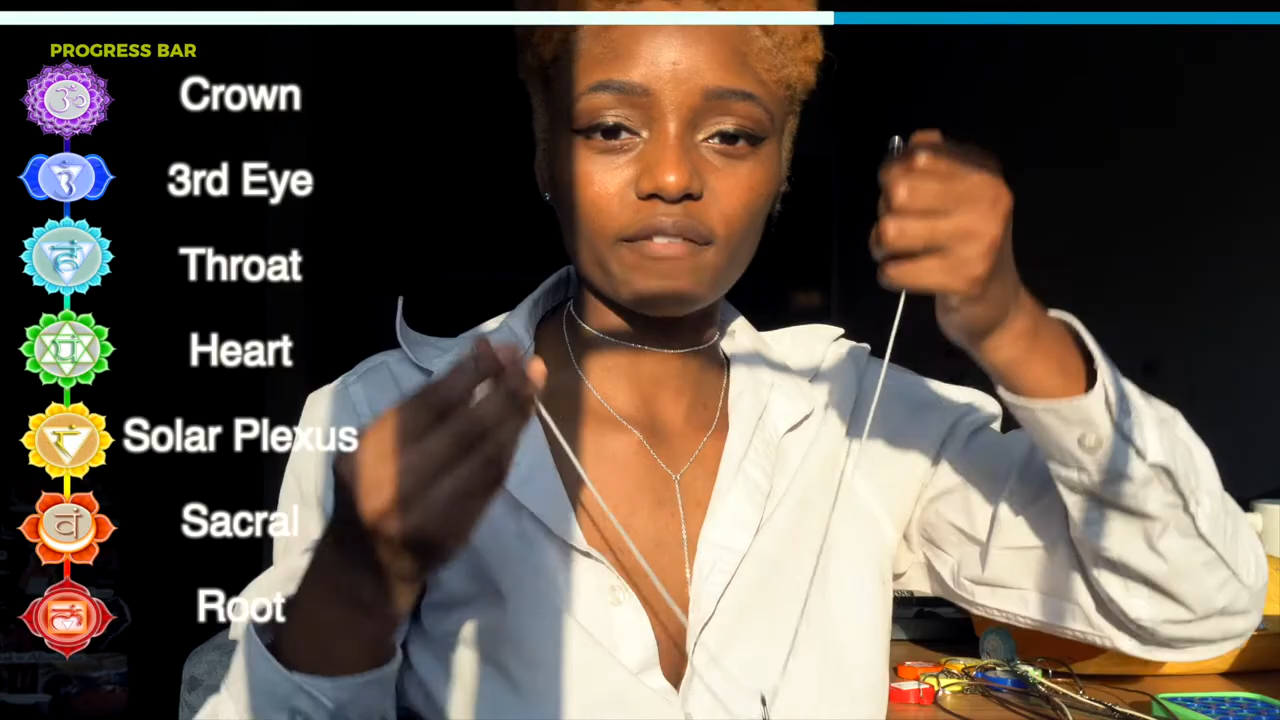 PROGRESS BAR
ॐ
Crown
3rd Eye
हं
Throat
Heart
Solar Plexus
वं
Sacral
Root